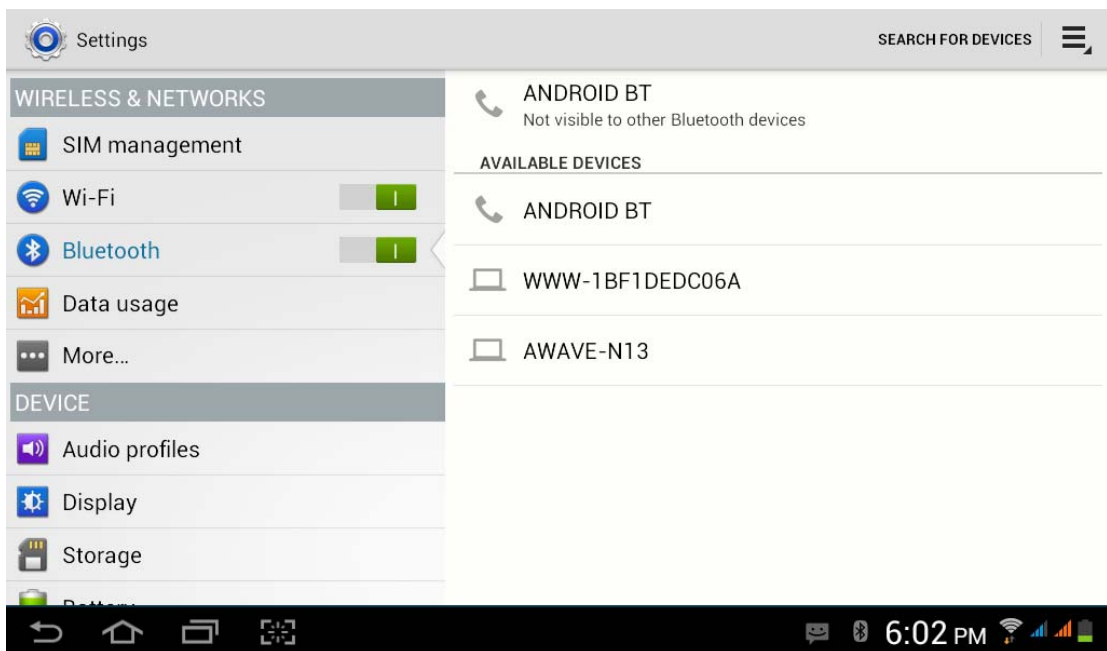 Settings
SEARCH FOR DEVICES
WIRELESS & NETWORKS
SIM management
Wi-Fi
Bluetooth
Data usage
More...
DEVICE
Audio profiles
Display
Storage
Battery
ANDROID BT
Not visible to other Bluetooth devices
AVAILABLE DEVICES
ANDROID BT
WWW-1BF1DEDC06A
AWAVE-N13
6:02 PM